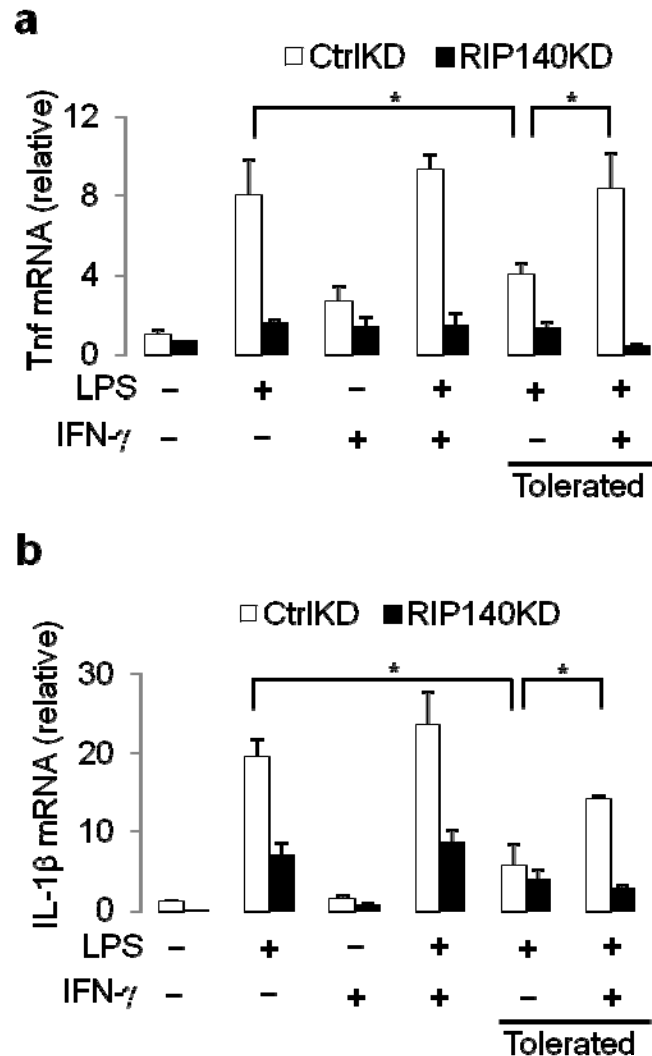 a
CtrlKD RIP140KD
* *
Tnf mRNA (relative)
12
8
4
0
LPS – + – + + +
IFN-γ – – + + – +
Tolerated
b
CtrlKD RIP140KD
* *
IL-1β mRNA (relative)
30
20
10
0
LPS – + – + + +
IFN-γ – – + + – +
Tolerated